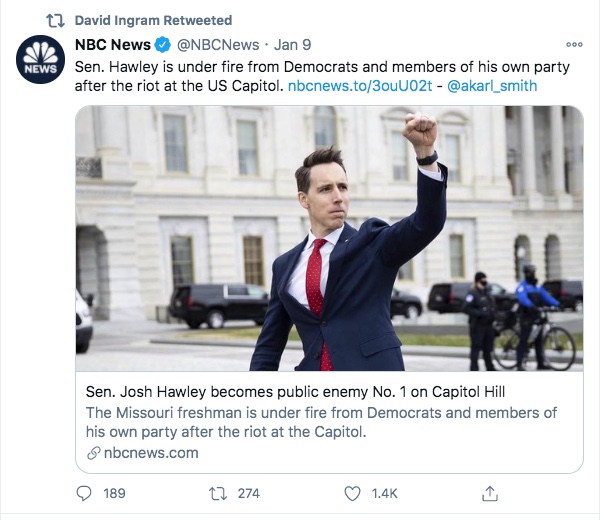 David Ingram Retweeted
NBC News @NBCNews · Jan 9
Sen. Hawley is under fire from Democrats and members of his own party
after the riot at the US Capitol. nbcnews.to/3ouU02t - @akarl_smith
NEWS
Sen. Josh Hawley becomes public enemy No. 1 on Capitol Hill
The Missouri freshman is under fire from Democrats and members of
his own party after the riot at the Capitol.
nbcnews.com
189 274 1.4K